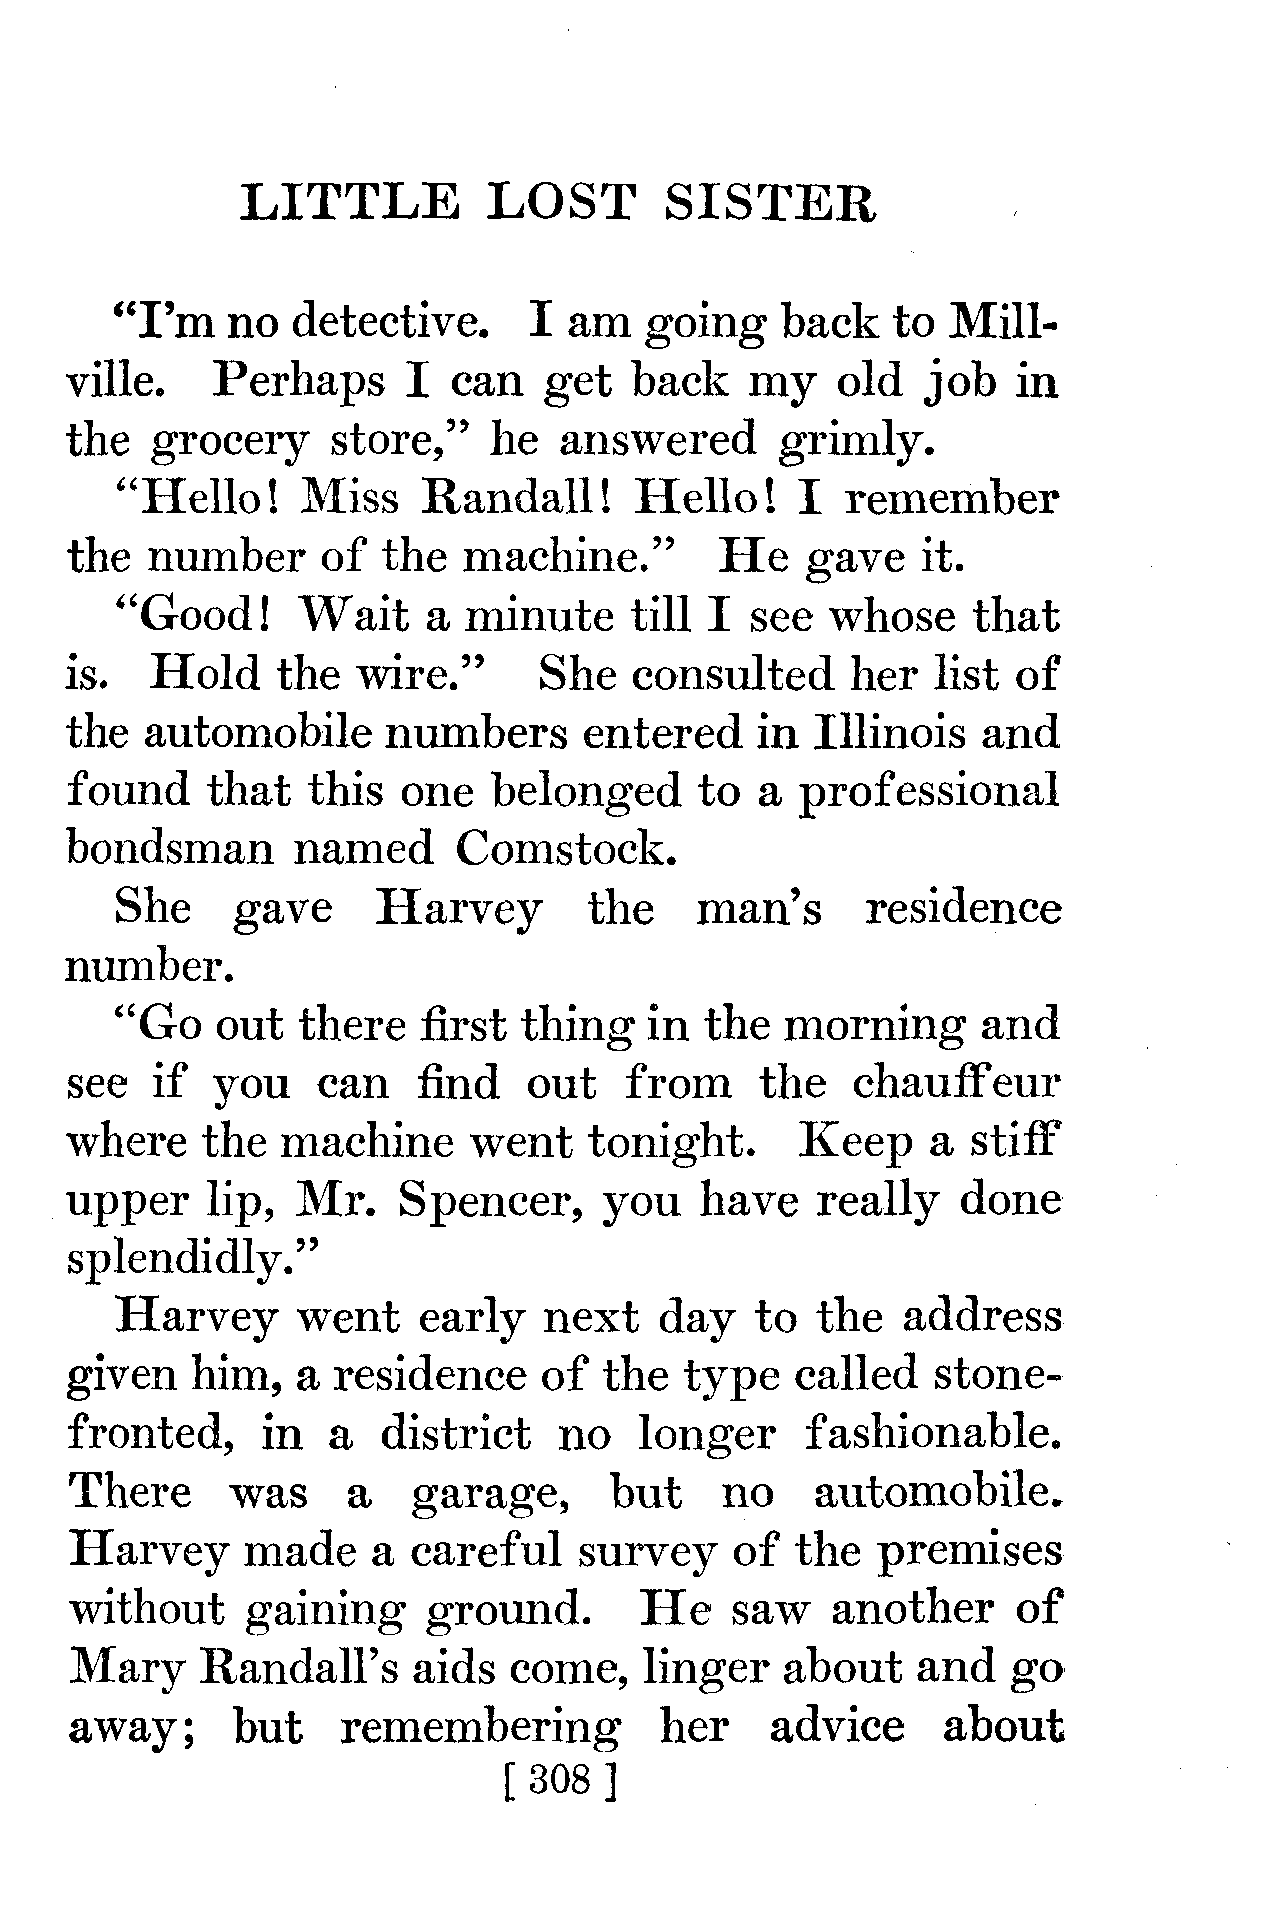 LITTLE LOST SISTER
“I’m no detective. I am going back to Mill-
ville. Perhaps I can get back my old job in
the grocery store,” he answered grimly.
“Hello! Miss Randall! Hello! I remember
the number of the machine.” He gave it.
“Good! Wait a minute till I see whose that
is. Hold the wire.” She consulted her list of
the automobile numbers entered in Illinois and
found that this one belonged to a professional
bondsman named Comstock.
She gave Harvey the man’s residence
number.
“Go out there first thing in the morning and
see if you can find out from the chauffeur
where the machine went tonight. Keep a stiff
upper lip, Mr. Spencer, you have really done
splendidly.”
Harvey went early next day to the address
given him, a residence of the type called stone-
fronted, in a district no longer fashionable.
There was a garage, but no automobile.
Harvey made a careful survey of the premises
without gaining ground. He saw another of
Mary Randall’s aids come, linger about and go
away; but remembering her advice about
[ 308 ]